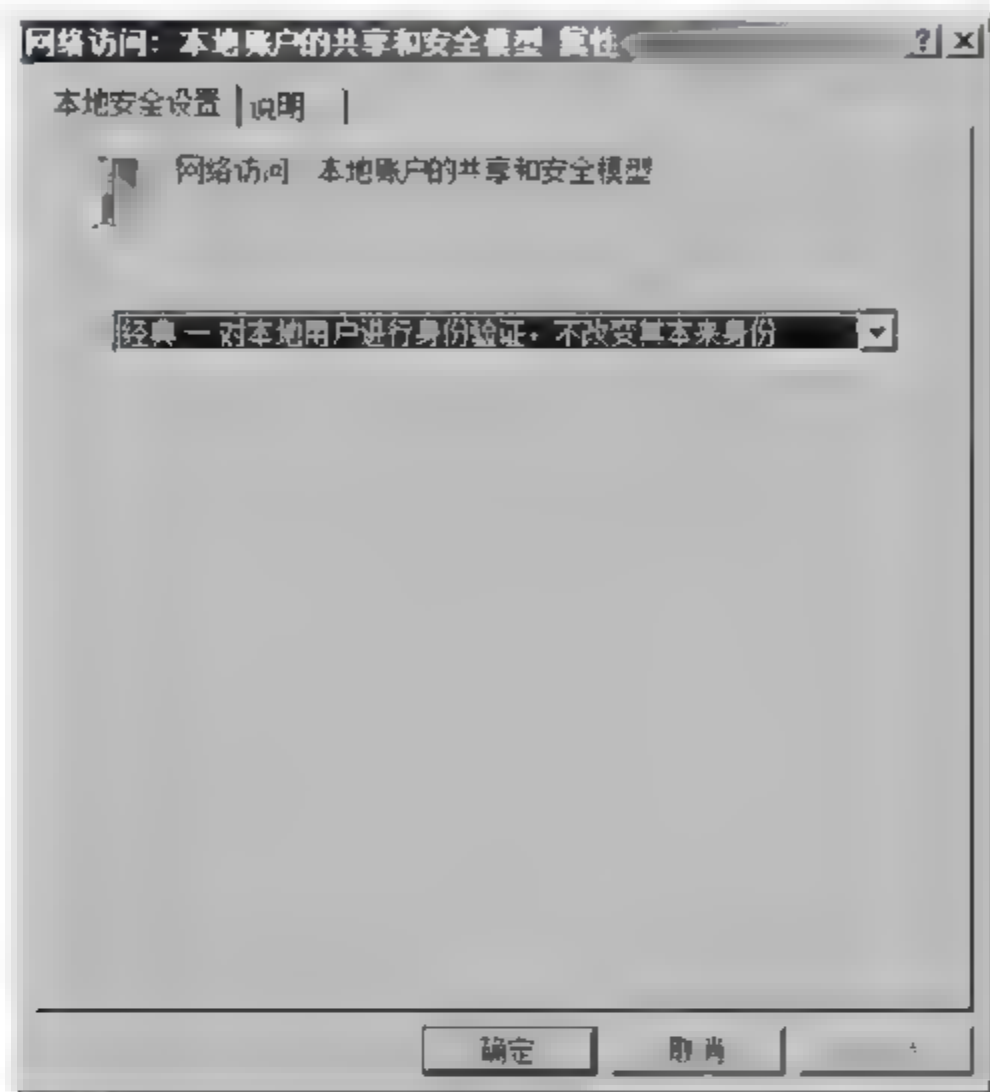 网络访问：本地账户的共享和安全模型 属性
?
本地安全设置 说明
网络访问 本地账户的共享和安全模型
经典 — 对本地用户进行身份验证，不改变其本来身份
确定 取消